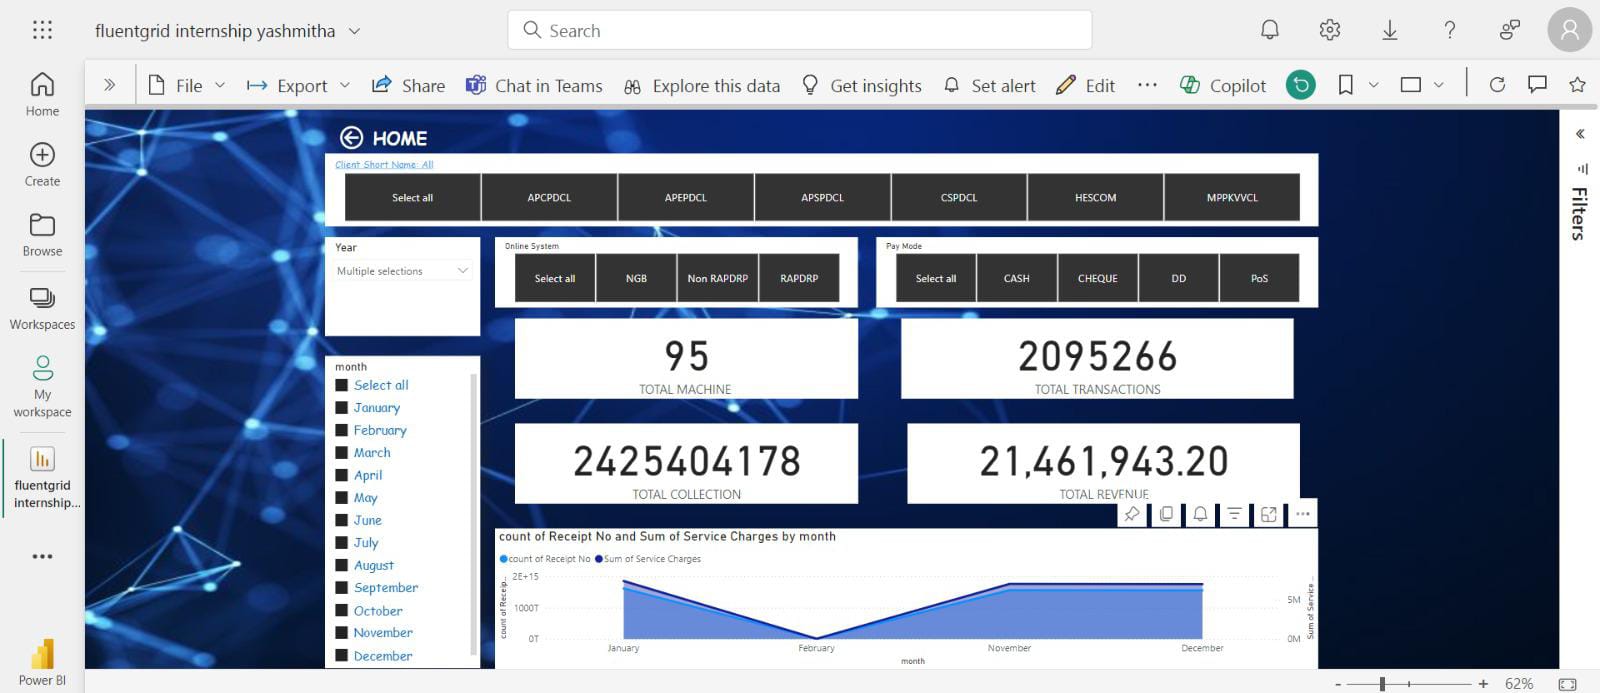 fluentgrid internship yashmitha
Search
File Export Share Chat in Teams Explore this data Get insights Set alert Edit Copilot
Home
Create
Browse
Workspaces
My workspace
fluentgrid internship...
Power BI
HOME
Client Short Name: All
Select all APCPDCL APEPDCL APSPDCL CSPDCL HESCOM MPPKVVCL
Year
Multiple selections
Online System
Select all NGB Non RAPDRP RAPDRP
Pay Mode
Select all CASH CHEQUE DD PoS
month
Select all
January
February
March
April
May
June
July
August
September
October
November
December
95
TOTAL MACHINE
2095266
TOTAL TRANSACTIONS
2425404178
TOTAL COLLECTION
21,461,943.20
TOTAL REVENUE
count of Receipt No and Sum of Service Charges by month
count of Receipt No Sum of Service Charges
count of Receip...
2E+15
1000T
0T
January February November December
month
5M
0M
Sum of Service ...
Filters
62%